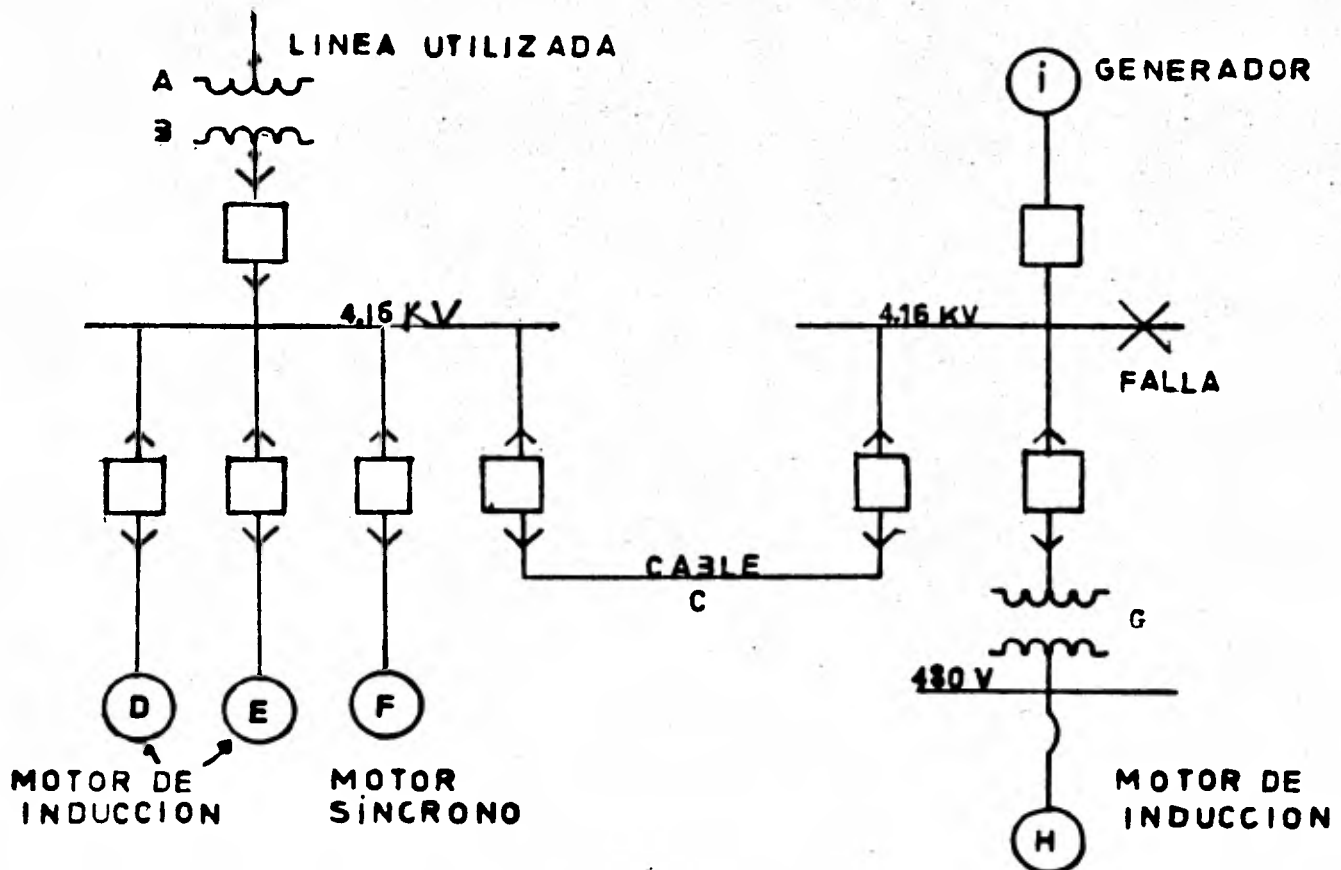 LINEA UTILIZADA
A
B
i
GENERADOR
4.16 KV
4.16 KV
FALLA
CABLE
C
G
480 V
D
E
F
MOTOR DE
INDUCCION
MOTOR
SÍNCRONO
MOTOR DE
INDUCCION
H